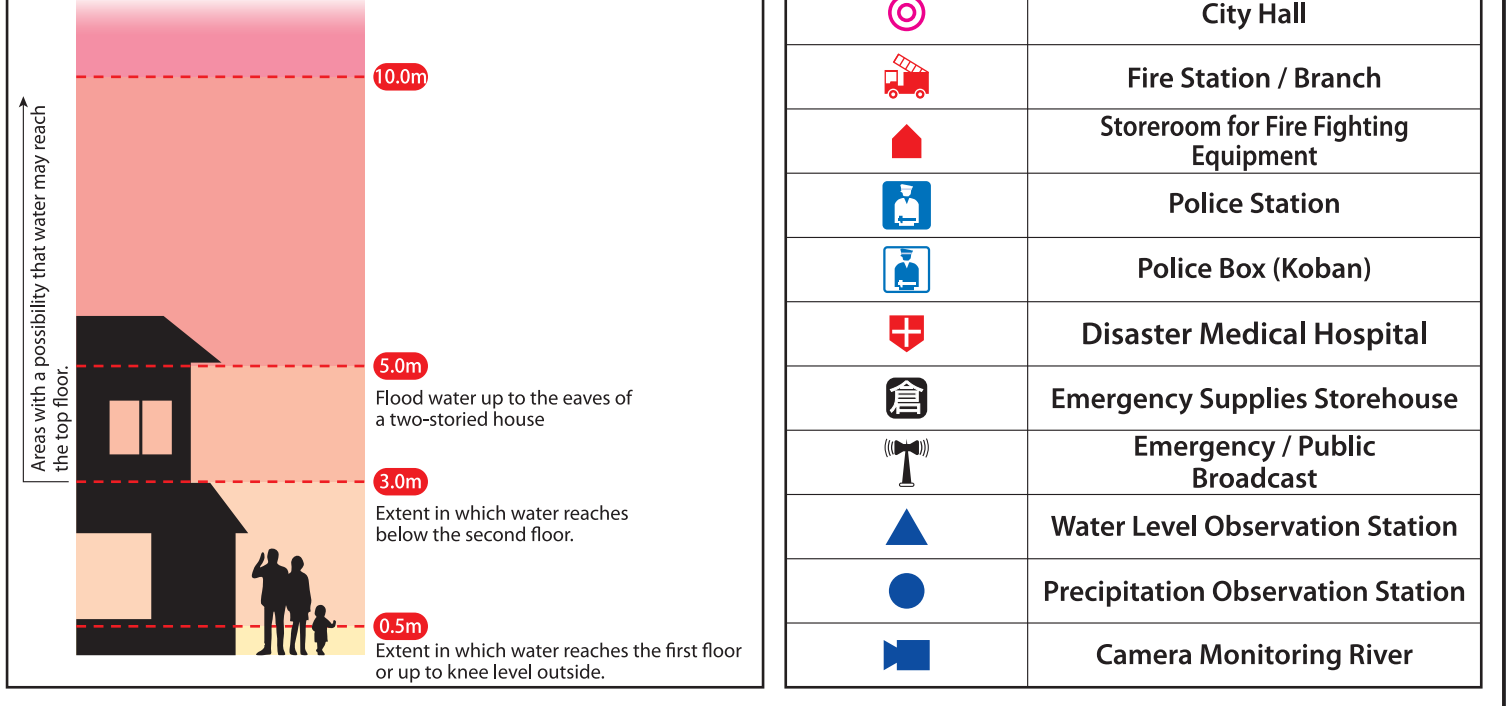 10.0m
Areas with a possibility that water may reach
the top floor.
5.0m
Flood water up to the eaves of
a two-storied house
3.0m
Extent in which water reaches
below the second floor.
0.5m
Extent in which water reaches the first floor
or up to knee level outside.
City Hall
Fire Station / Branch
Storeroom for Fire Fighting
Equipment
Police Station
Police Box (Koban)
Disaster Medical Hospital
倉
Emergency Supplies Storehouse
Emergency / Public
Broadcast
Water Level Observation Station
Precipitation Observation Station
Camera Monitoring River